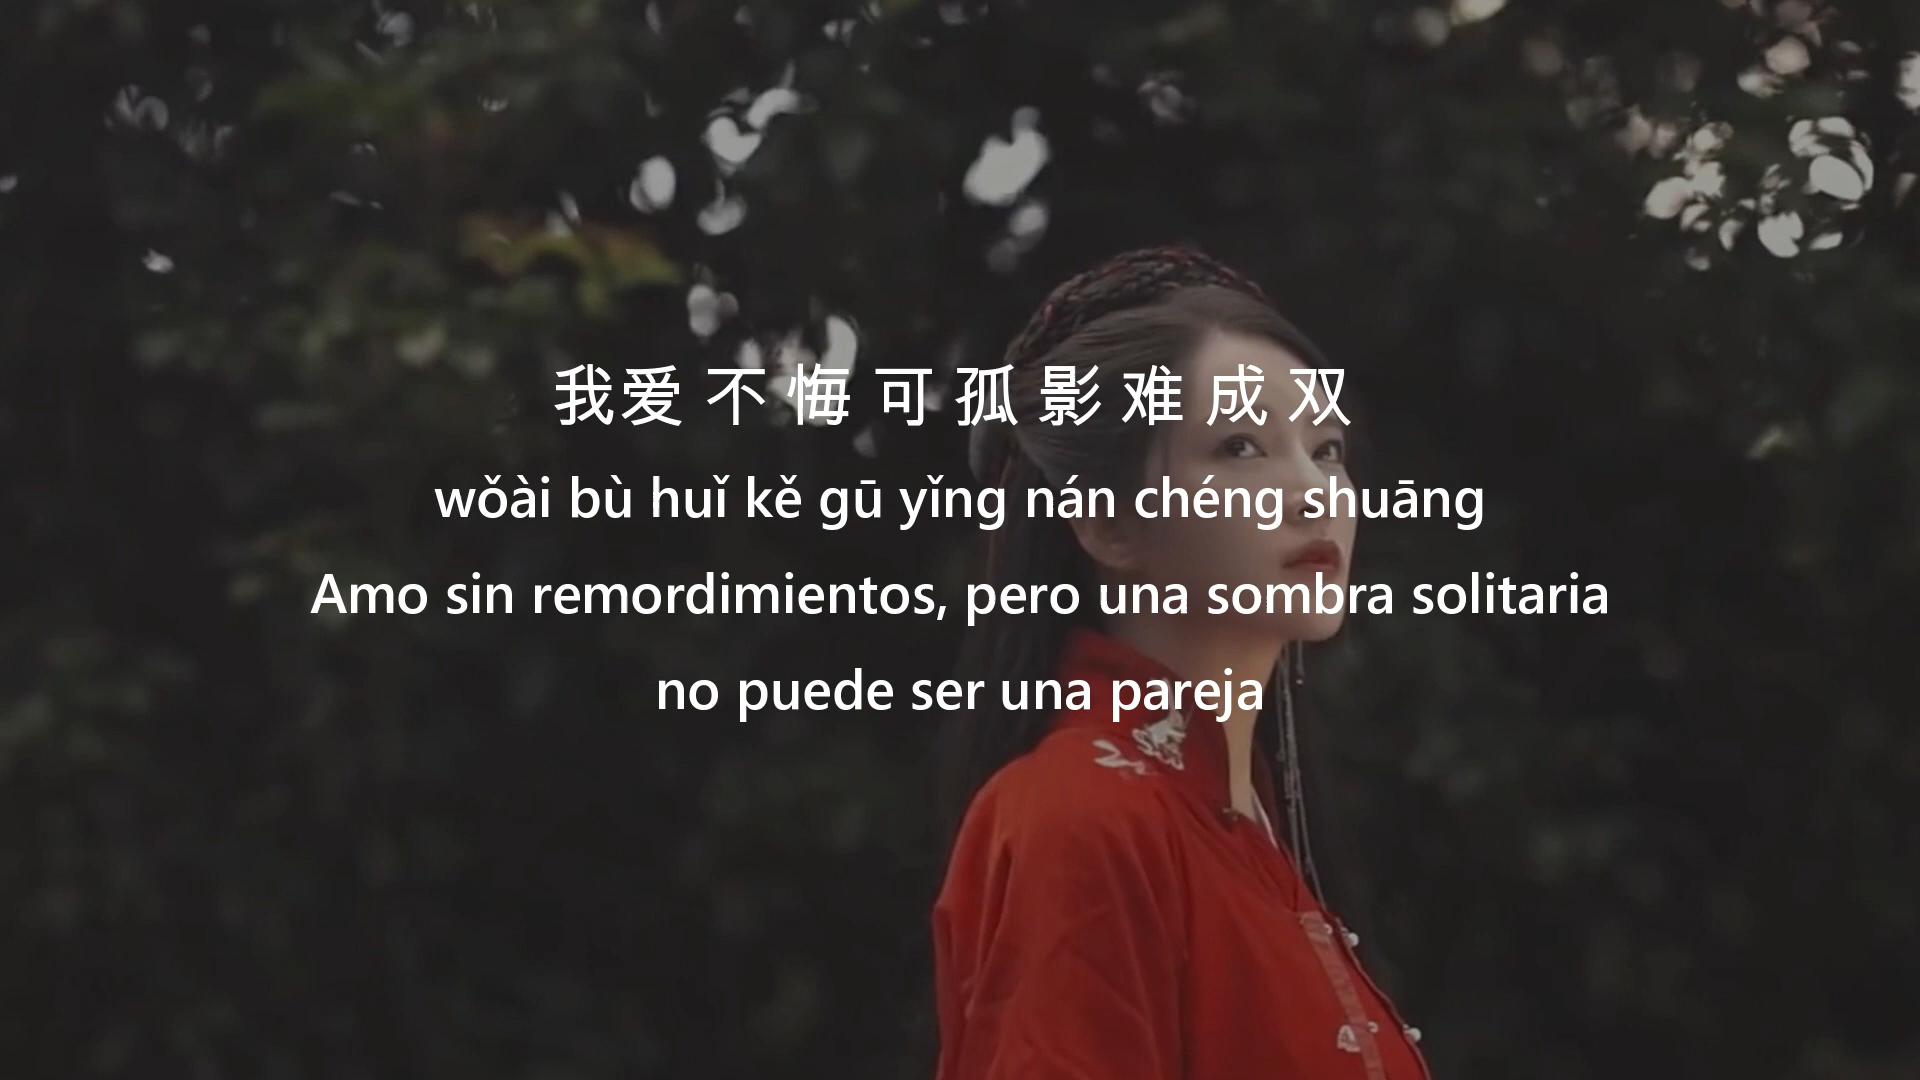 我爱 不 悔 可 孤 影 难 成 双
wǒài bù huǐ kě gū yǐng nán chéng shuāng
Amo sin remordimientos, pero una sombra solitaria
no puede ser una pareja